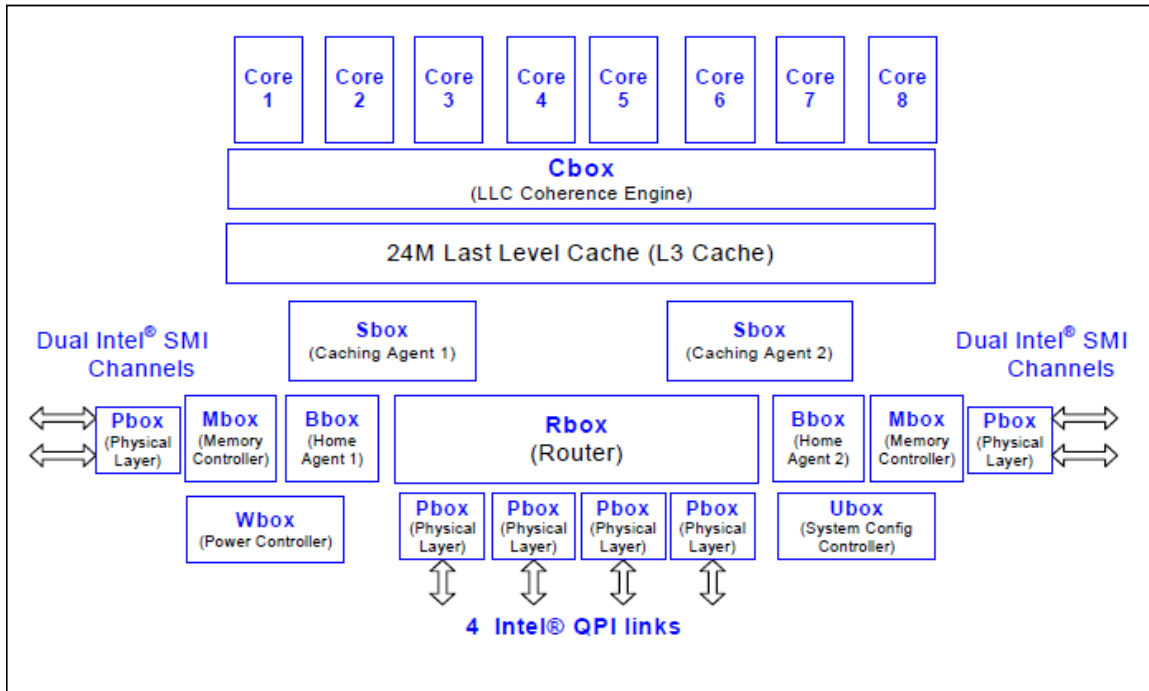 Core 1
Core 2
Core 3
Core 4
Core 5
Core 6
Core 7
Core 8
Cbox
(LLC Coherence Engine)
24M Last Level Cache (L3 Cache)
Sbox
(Caching Agent 1)
Sbox
(Caching Agent 2)
Dual Intel® SMI
Channels
Dual Intel® SMI
Channels
Pbox
(Physical
Layer)
Mbox
(Memory
Controller)
Bbox
(Home
Agent 1)
Rbox
(Router)
Bbox
(Home
Agent 2)
Mbox
(Memory
Controller)
Pbox
(Physical
Layer)
Wbox
(Power Controller)
Pbox
(Physical
Layer)
Pbox
(Physical
Layer)
Pbox
(Physical
Layer)
Pbox
(Physical
Layer)
Ubox
(System Config
Controller)
4 Intel® QPI links